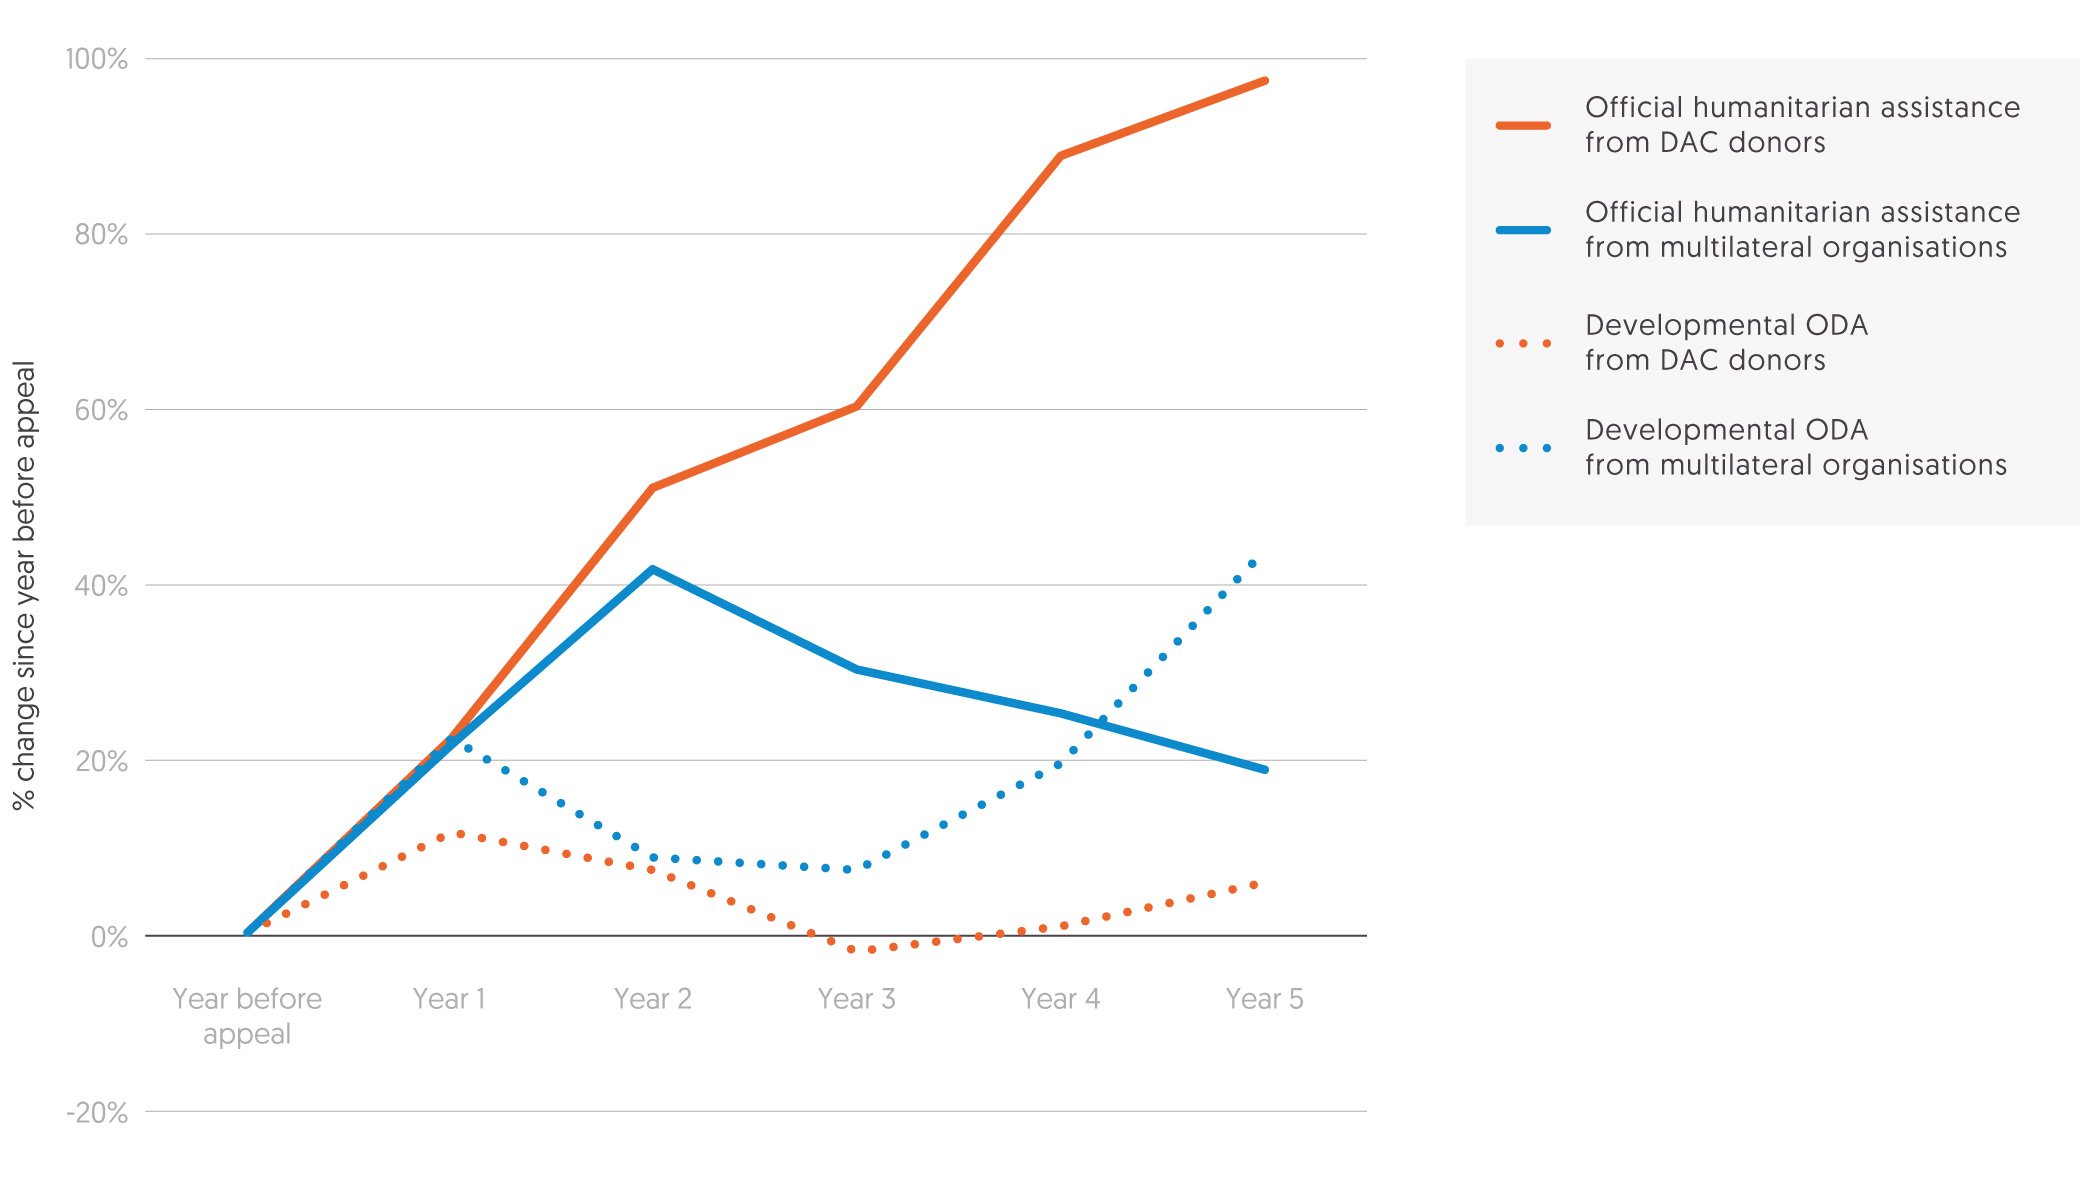 100%
80%
60%
40%
20%
0%
-20%
% change since year before appeal
Year before
appeal
Year 1
Year 2
Year 3
Year 4
Year 5
Official humanitarian assistance
from DAC donors
Official humanitarian assistance
from multilateral organisations
Developmental ODA
from DAC donors
Developmental ODA
from multilateral organisations